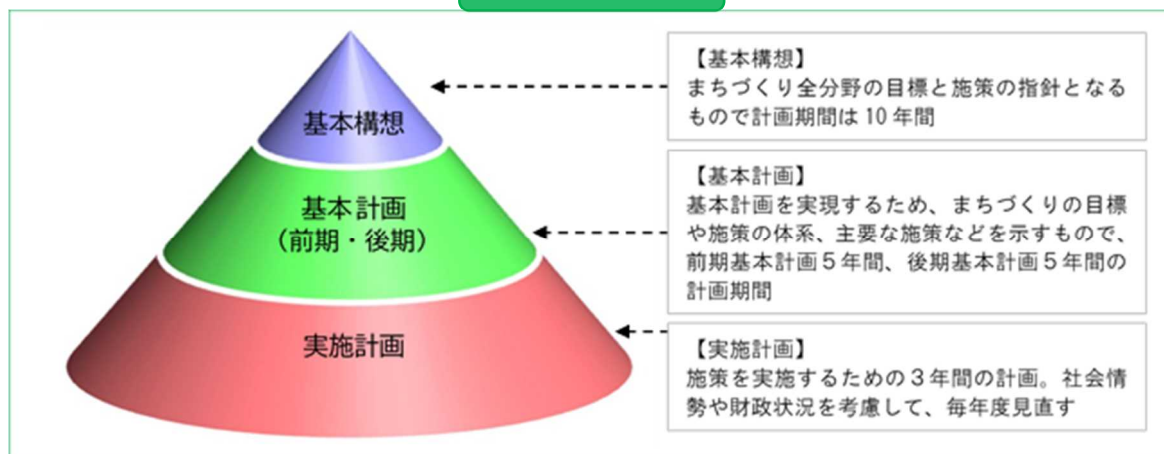 基本構想
基本計画
(前期・後期)
実施計画
【基本構想】
まちづくり全分野の目標と施策の指針となる
もので計画期間は 10 年間
【基本計画】
基本計画を実現するため、まちづくりの目標
や施策の体系、主要な施策などを示すもので、
前期基本計画５年間、後期基本計画５年間の
計画期間
【実施計画】
施策を実施するための３年間の計画。社会情
勢や財政状況を考慮して、毎年度見直す